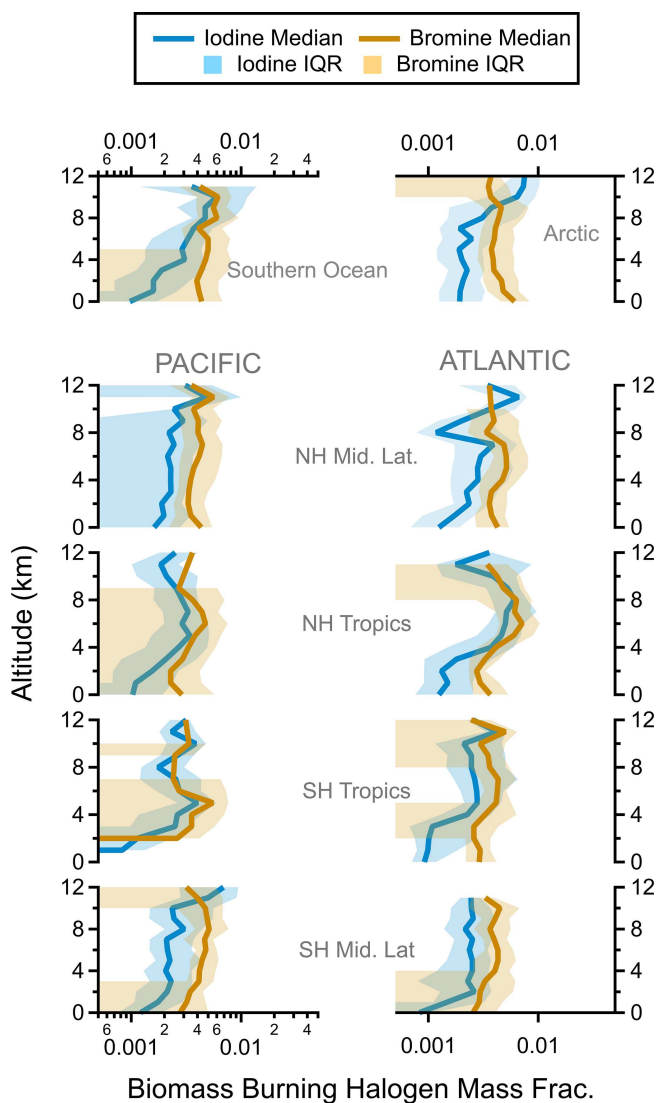 Iodine Median Bromine Median
Iodine IQR Bromine IQR
0.001 0.01 0.001 0.01
6 2 4 6 2 4
12 12
8 8
4 4
0 0
Southern Ocean Arctic
PACIFIC ATLANTIC
12 12
8 8
4 4
0 0
NH Mid. Lat.
12 12
8 8
4 4
0 0
NH Tropics
12 12
8 8
4 4
0 0
SH Tropics
12 12
8 8
4 4
0 0
SH Mid. Lat
Altitude (km)
6 2 4 6 2 4
0.001 0.01 0.001 0.01
Biomass Burning Halogen Mass Frac.